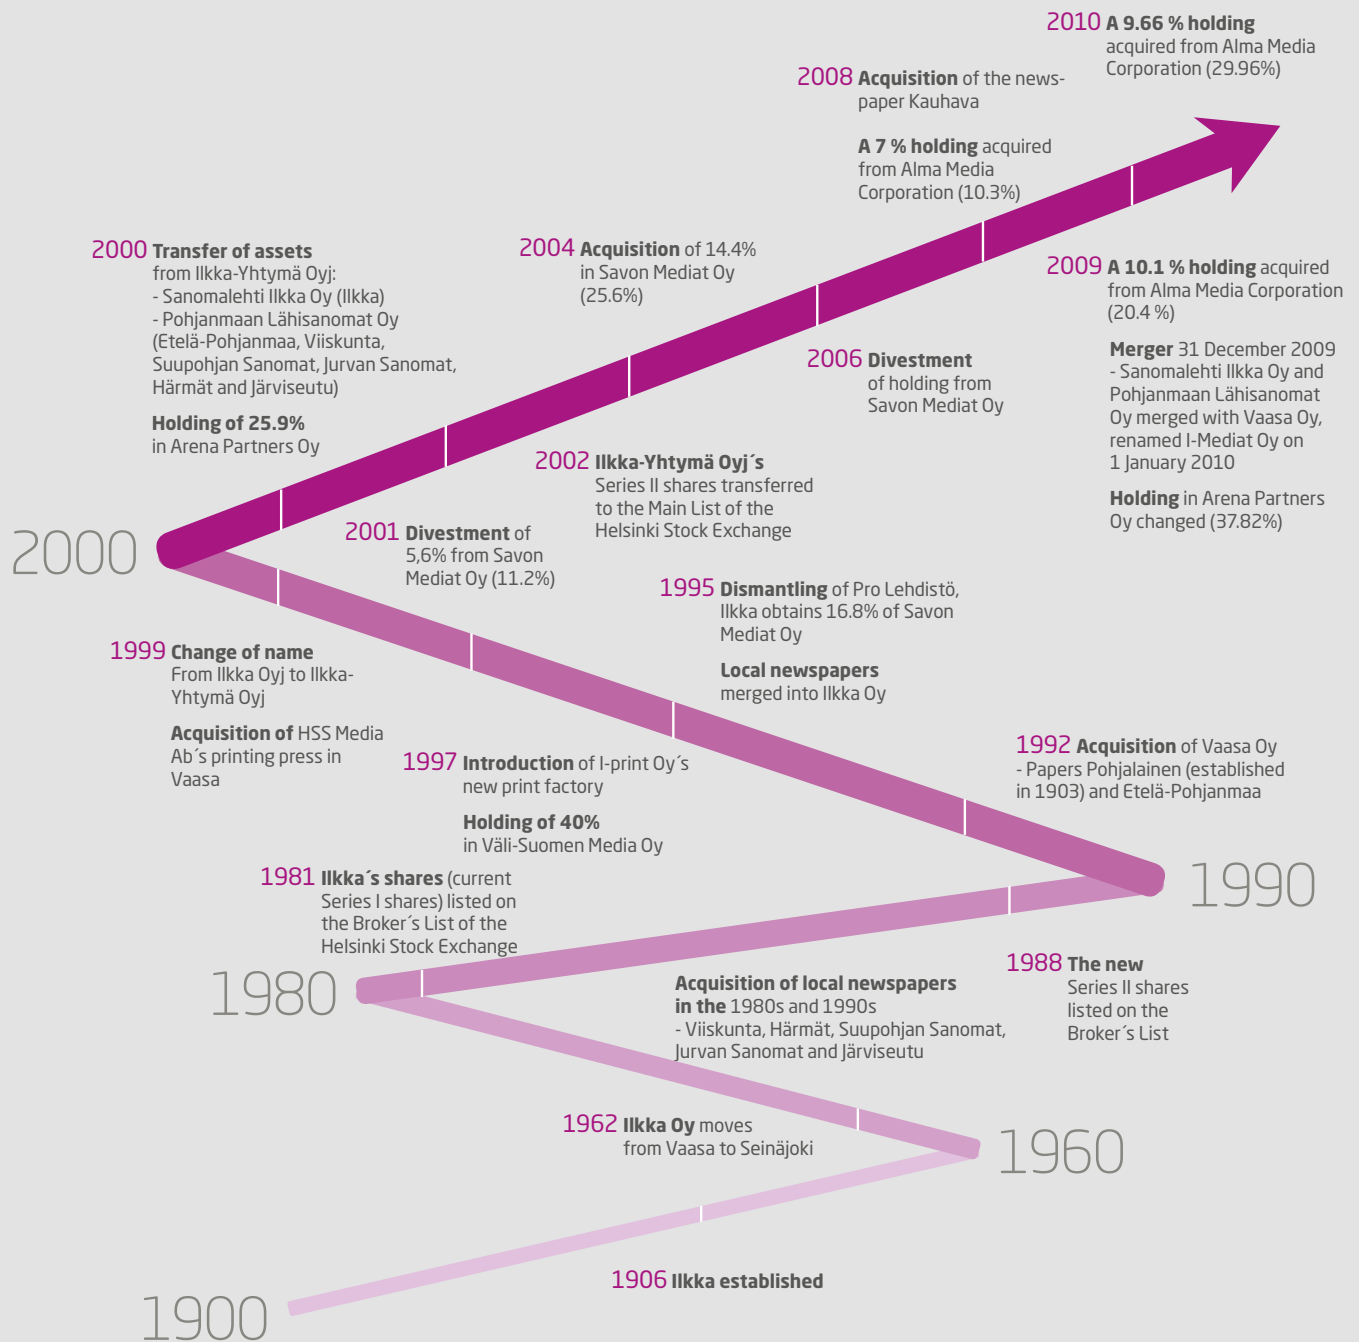 2010 A 9.66 % holding
acquired from Alma Media
Corporation (29.96%)
2008 Acquisition of the news-
paper Kauhava
A 7 % holding acquired
from Alma Media
Corporation (10.3%)
2000 Transfer of assets
from Ilkka-Yhtymä Oyj:
- Sanomalehti Ilkka Oy (Ilkka)
- Pohjanmaan Lähisanomat Oy
(Etelä-Pohjanmaa, Viiskunta,
Suupohjan Sanomat, Jurvan Sanomat,
Härmät and Järviseutu)
Holding of 25.9%
in Arena Partners Oy
2004 Acquisition of 14.4%
in Savon Mediat Oy
(25.6%)
2009 A 10.1 % holding acquired
from Alma Media Corporation
(20.4 %)
Merger 31 December 2009
- Sanomalehti Ilkka Oy and
Pohjanmaan Lähisanomat
Oy merged with Vaasa Oy,
renamed I-Mediat Oy on
1 January 2010
Holding in Arena Partners
Oy changed (37.82%)
2006 Divestment
of holding from
Savon Mediat Oy
2002 Ilkka-Yhtymä Oyj´s
Series II shares transferred
to the Main List of the
Helsinki Stock Exchange
2001 Divestment of
5,6% from Savon
Mediat Oy (11.2%)
2000
1995 Dismantling of Pro Lehdistö,
Ilkka obtains 16.8% of Savon
Mediat Oy
Local newspapers
merged into Ilkka Oy
1999 Change of name
From Ilkka Oyj to Ilkka-
Yhtymä Oyj
Acquisition of HSS Media
Ab´s printing press in
Vaasa
1997 Introduction of I-print Oy´s
new print factory
Holding of 40%
in Väli-Suomen Media Oy
1992 Acquisition of Vaasa Oy
- Papers Pohjalainen (established
in 1903) and Etelä-Pohjanmaa
1990
1981 Ilkka´s shares (current
Series I shares) listed on
the Broker´s List of the
Helsinki Stock Exchange
1980
1988 The new
Series II shares
listed on the
Broker´s List
Acquisition of local newspapers
in the 1980s and 1990s
- Viiskunta, Härmät, Suupohjan Sanomat,
Jurvan Sanomat and Järviseutu
1962 Ilkka Oy moves
from Vaasa to Seinäjoki
1960
1906 Ilkka established
1900